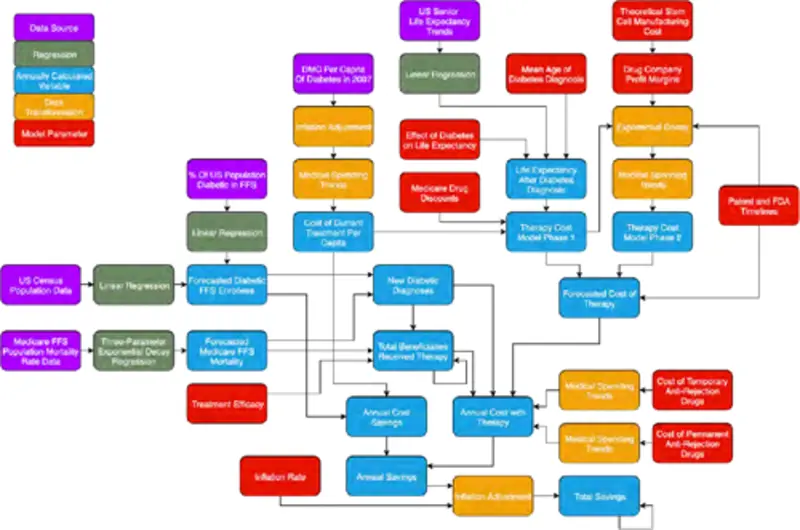 Data Source
Regression
Annually Calculated
Variable
Data
Transformation
Model Parameter
US Senior
Life Expectancy
Trends
Theoretical Stem
Cell Manufacturing
Cost
DMC Per Capita
Of Diabetes in 2007
Linear Regression
Mean Age of
Diabetes Diagnosis
Drug Company
Profit Margins
Inflation Adjustment
Effect of Diabetes
on Life Expectancy
Exponential Decay
% Of US Population
Diabetic in FFS
Medical Spending
Trends
Life Expectancy
After Diabetes
Diagnosis
Medical Spending
Trends
Medicare Drug
Discounts
Patent and FDA
Timelines
Linear Regression
Cost of Current
Treatment Per
Capita
Therapy Cost
Model Phase 1
Therapy Cost
Model Phase 2
US Census
Population Data
Linear Regression
Forecasted Diabetic
FFS Enrollees
New Diabetic
Diagnoses
Forecasted Cost of
Therapy
Medicare FFS
Population Mortality
Rate Data
Three-Parameter
Exponential Decay
Regression
Forecasted
Medicare FFS
Mortality
Total Beneficiaries
Received Therapy
Treatment Efficacy
Annual Cost
Savings
Annual Cost with
Therapy
Medical Spending
Trends
Cost of Temporary
Anti-Rejection
Drugs
Medical Spending
Trends
Cost of Permanent
Anti-Rejection
Drugs
Inflation Rate
Annual Savings
Inflation Adjustment
Total Savings